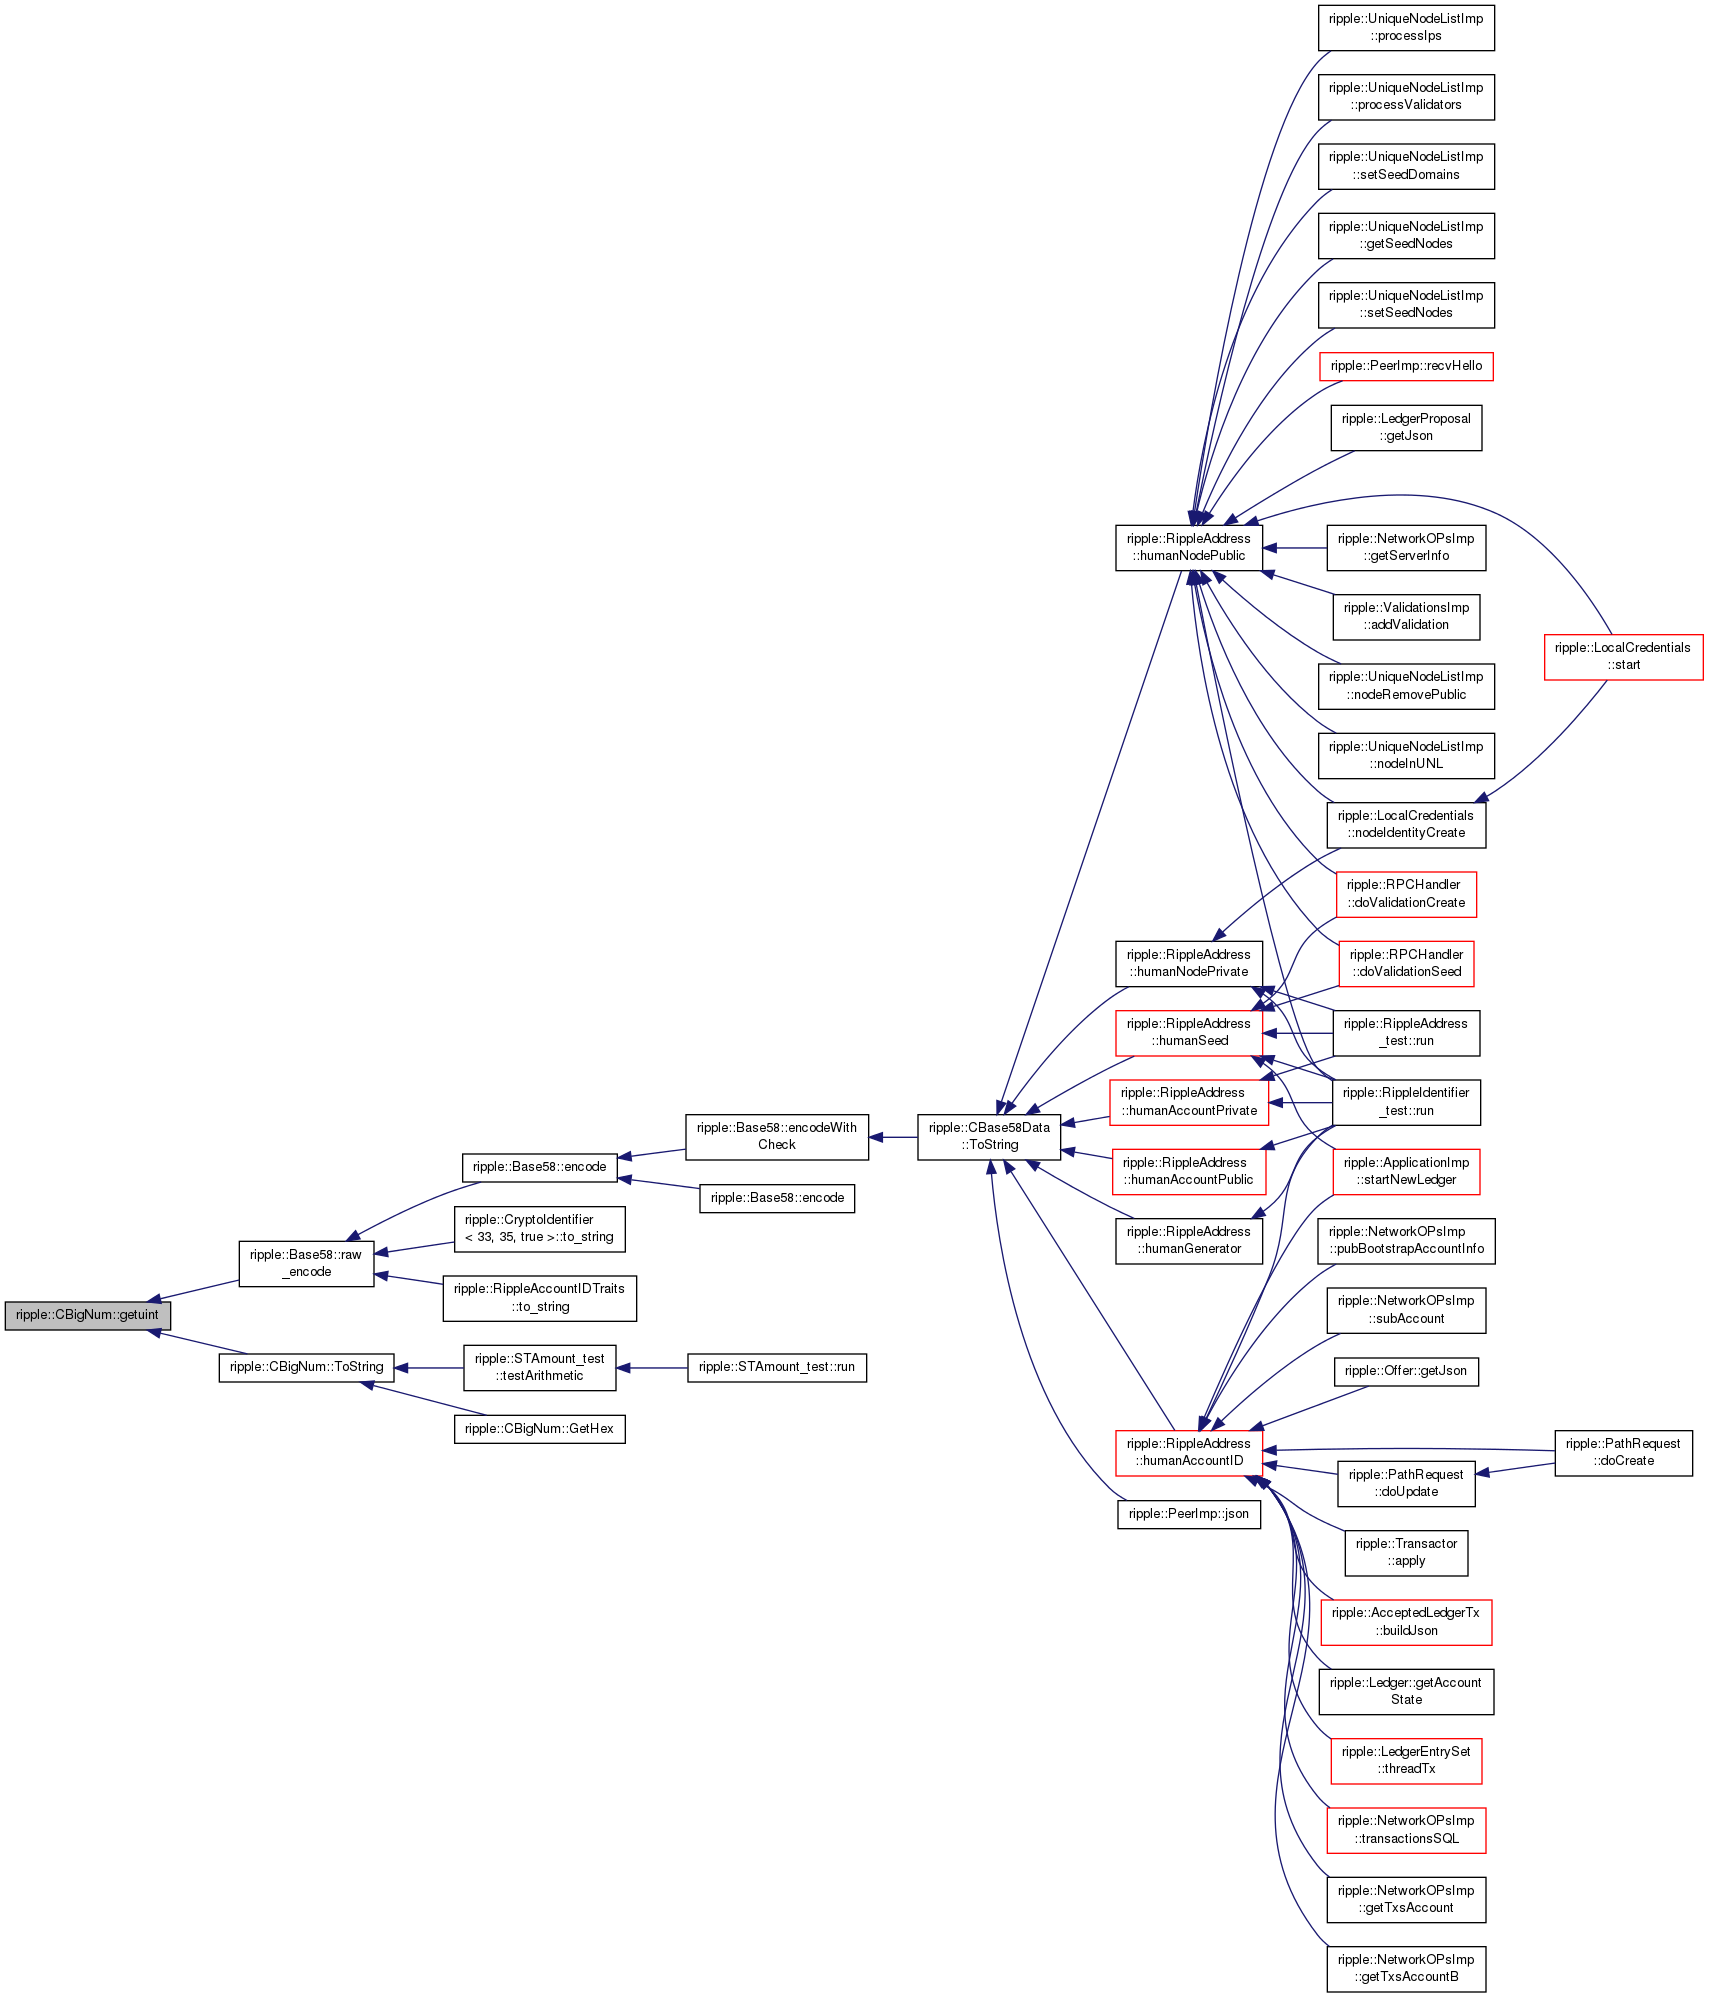 ripple::UniqueNodeListImp
::processIps
ripple::UniqueNodeListImp
::processValidators
ripple::UniqueNodeListImp
::setSeedDomains
ripple::UniqueNodeListImp
::getSeedNodes
ripple::UniqueNodeListImp
::setSeedNodes
ripple::PeerImp::recvHello
ripple::LedgerProposal
::getJson
ripple::RippleAddress
::humanNodePublic
ripple::NetworkOPsImp
::getServerInfo
ripple::ValidationsImp
::addValidation
ripple::LocalCredentials
::start
ripple::UniqueNodeListImp
::nodeRemovePublic
ripple::UniqueNodeListImp
::nodeInUNL
ripple::LocalCredentials
::nodeIdentityCreate
ripple::RPCHandler
::doValidationCreate
ripple::RippleAddress
::humanNodePrivate
ripple::RPCHandler
::doValidationSeed
ripple::RippleAddress
::humanSeed
ripple::RippleAddress
_test::run
ripple::RippleAddress
::humanAccountPrivate
ripple::RippleIdentifier
_test::run
ripple::Base58::encodeWith
Check
ripple::CBase58Data
::ToString
ripple::Base58::encode
ripple::RippleAddress
::humanAccountPublic
ripple::ApplicationImp
::startNewLedger
ripple::Base58::encode
ripple::CryptoIdentifier
< 33, 35, true >::to_string
ripple::RippleAddress
::humanGenerator
ripple::NetworkOPsImp
::pubBootstrapAccountInfo
ripple::Base58::raw
_encode
ripple::RippleAccountIDTraits
::to_string
ripple::NetworkOPsImp
::subAccount
ripple::CBigNum::getuint
ripple::CBigNum::ToString
ripple::STAmount_test
::testArithmetic
ripple::STAmount_test::run
ripple::Offer::getJson
ripple::CBigNum::GetHex
ripple::RippleAddress
::humanAccountID
ripple::PathRequest
::doCreate
ripple::PathRequest
::doUpdate
ripple::PeerImp::json
ripple::Transactor
::apply
ripple::AcceptedLedgerTx
::buildJson
ripple::Ledger::getAccount
State
ripple::LedgerEntrySet
::threadTx
ripple::NetworkOPsImp
::transactionsSQL
ripple::NetworkOPsImp
::getTxsAccount
ripple::NetworkOPsImp
::getTxsAccountB